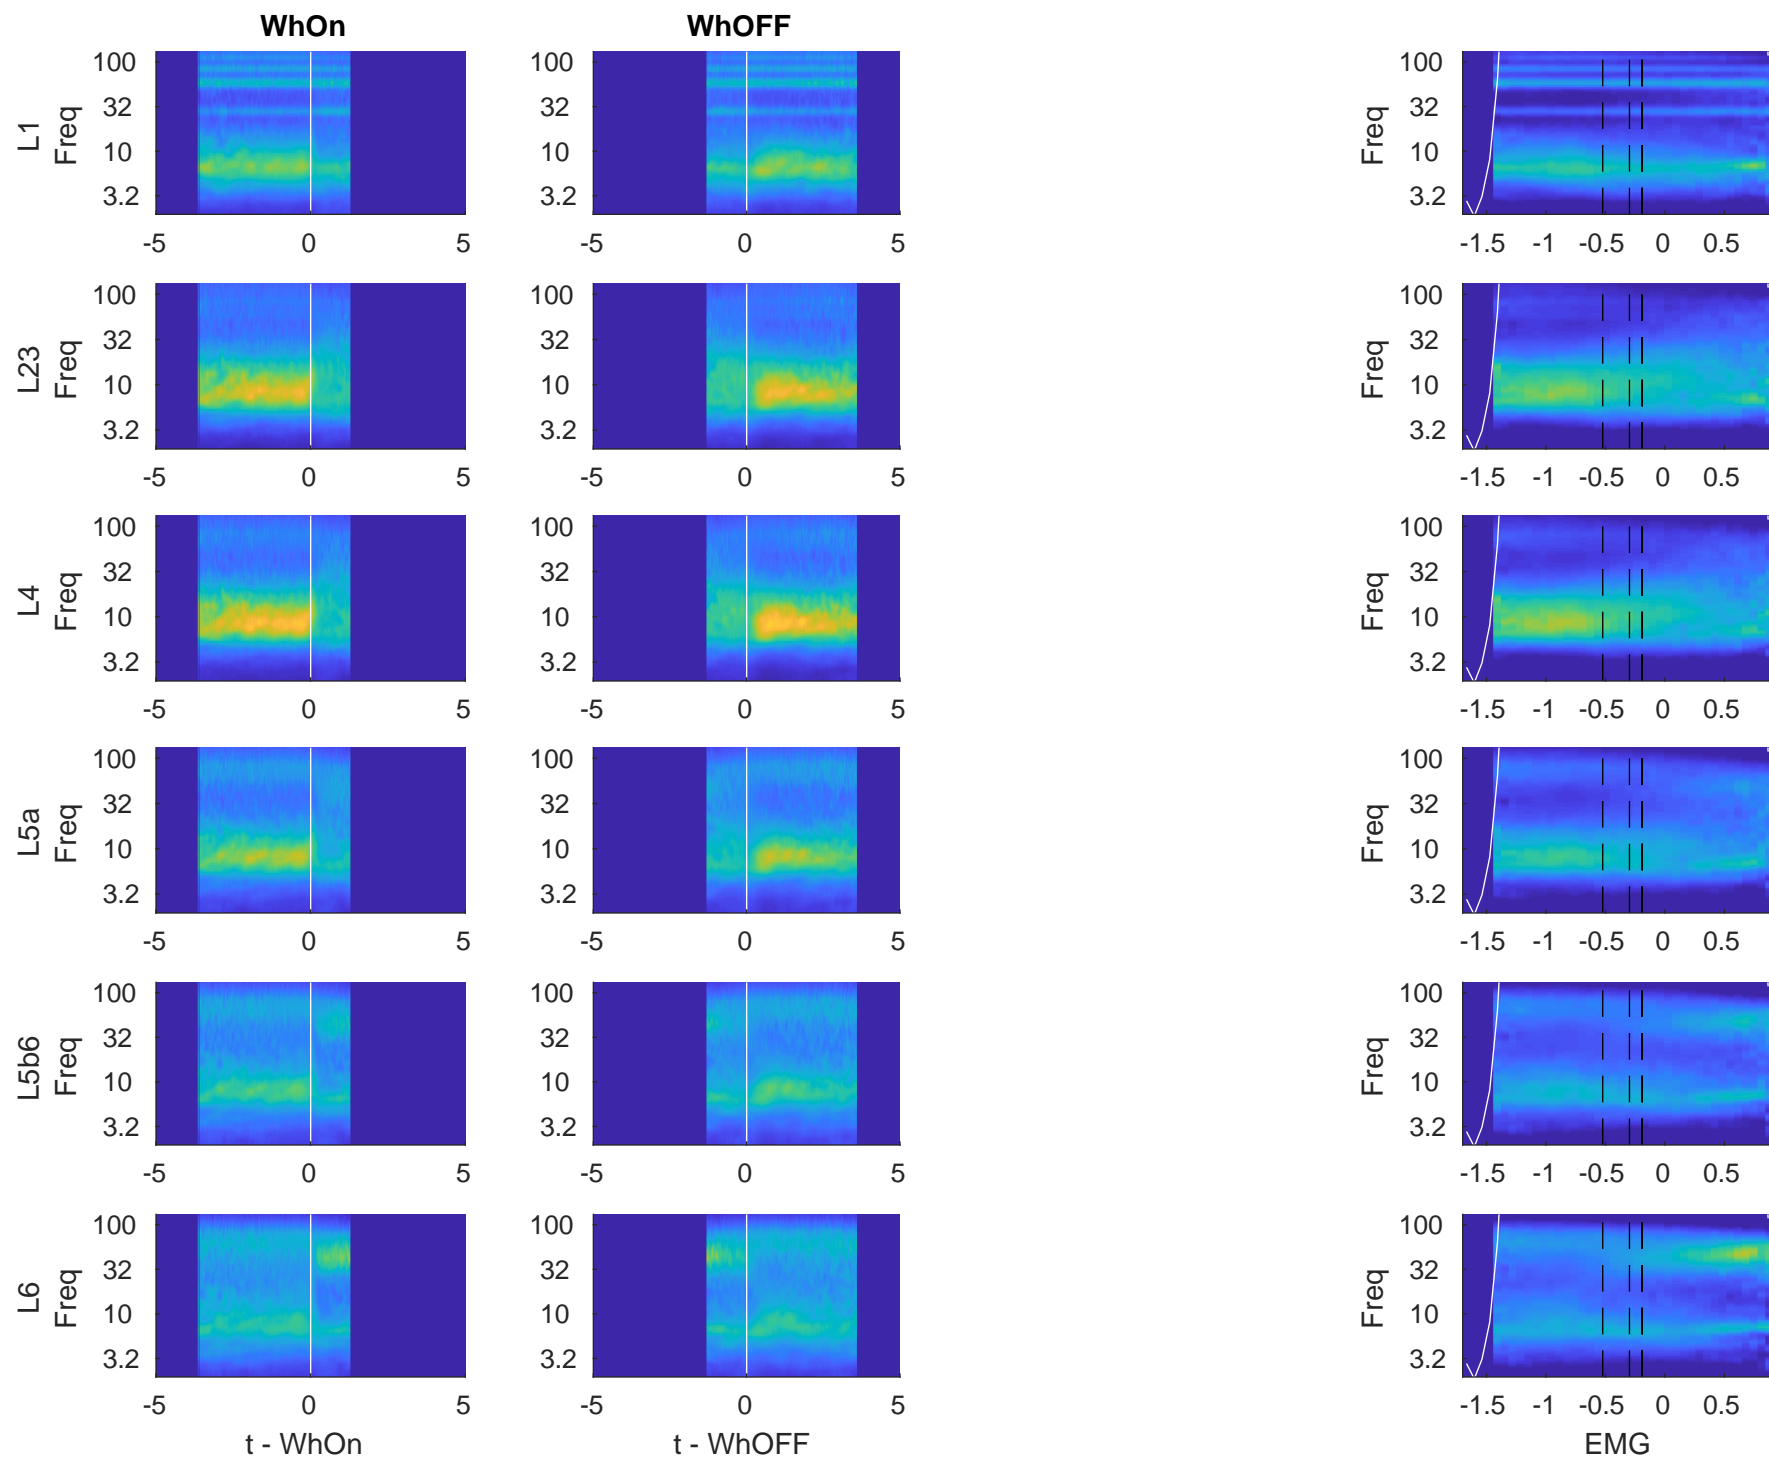 WhOn WhOFF
L1 Freq 100 32 10 3.2 100 32 10 3.2 Freq 100 32 10 3.2
-5 0 5 -5 0 5 -1.5 -1 -0.5 0 0.5
L23 Freq 100 32 10 3.2 100 32 10 3.2 Freq 100 32 10 3.2
-5 0 5 -5 0 5 -1.5 -1 -0.5 0 0.5
L4 Freq 100 32 10 3.2 100 32 10 3.2 Freq 100 32 10 3.2
-5 0 5 -5 0 5 -1.5 -1 -0.5 0 0.5
L5a Freq 100 32 10 3.2 100 32 10 3.2 Freq 100 32 10 3.2
-5 0 5 -5 0 5 -1.5 -1 -0.5 0 0.5
L5b6 Freq 100 32 10 3.2 100 32 10 3.2 Freq 100 32 10 3.2
-5 0 5 -5 0 5 -1.5 -1 -0.5 0 0.5
L6 Freq 100 32 10 3.2 100 32 10 3.2 Freq 100 32 10 3.2
-5 0 5 -5 0 5 -1.5 -1 -0.5 0 0.5
t - WhOn t - WhOFF EMG